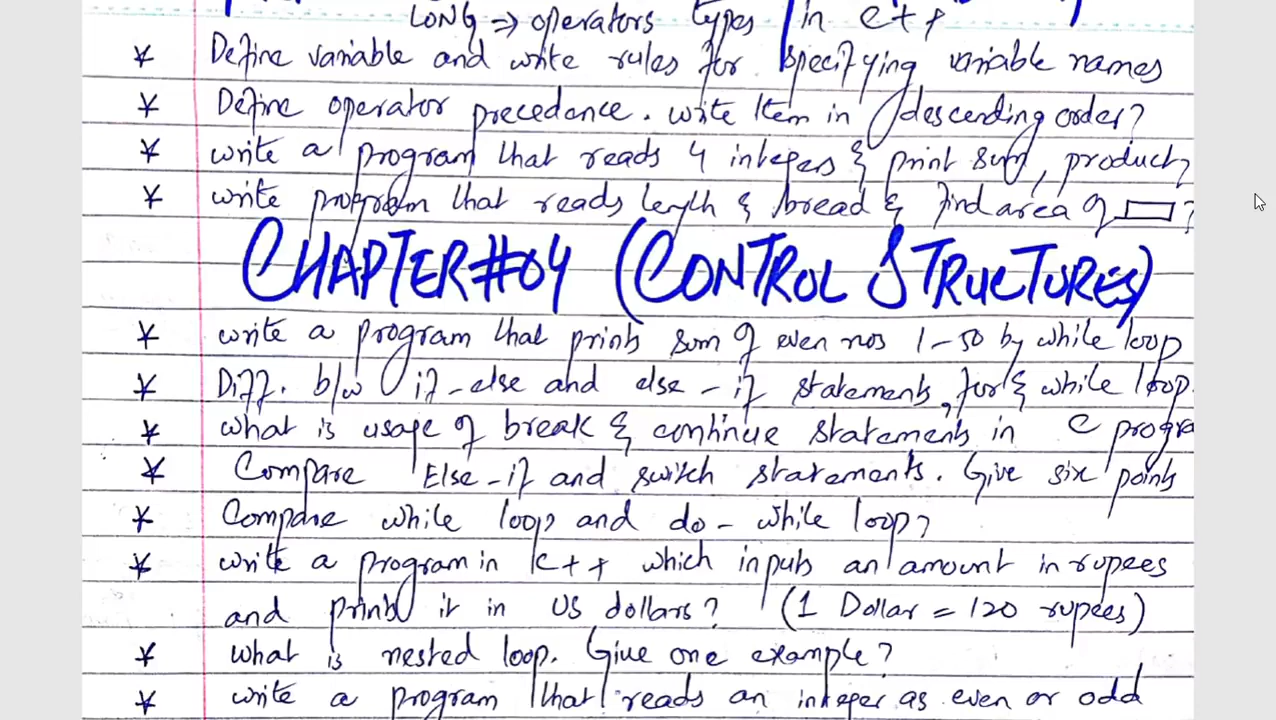 LONG => operators types in c++
* Define variable and write rules for specifying variable names
* Define operator precedance. write Item in descending order?
* write a program that reads 4 integers & print sum, product?
* write program that reads length & bread & find area of ?
CHAPTER#04 (CONTROL STRUCTURES)
* write a program that prints sum of even nos 1-50 by while loop
* Diff. b/w if-else and else-if statements, for & while loop.
* what is usage of break & continue statements in C progra
* Compare Else-if and switch statements. Give six points
* Compare while loop and do-while loop?
* write a program in C++ which inputs an amount in rupees
and prints it in US dollars? (1 Dollar = 120 rupees)
* what is nested loop. Give one example?
* write a program that reads an integer as even or odd